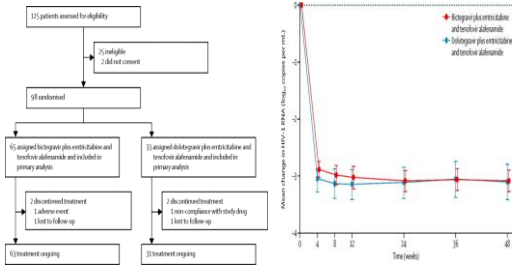 125 patients assessed for eligibility
25 ineligible
2 did not consent
98 randomised
65 assigned bictegravir plus emtricitabine and
tenofovir alafenamide and included in
primary analysis
33 assigned dolutegravir plus emtricitabine and
tenofovir alafenamide and included in
primary analysis
2 discontinued treatment
1 adverse event
1 lost to follow-up
2 discontinued treatment
1 non-compliance with study drug
1 lost to follow-up
63 treatment ongoing
31 treatment ongoing
Bictegravir plus emtricitabine
and tenofovir alafenamide
Dolutegravir plus emtricitabine
and tenofovir alafenamide
Mean change in HIV-1 RNA (log₁₀ copies per mL)
0
-1
-2
-3
-4
0 4 8 12 24 36 48
Time (weeks)